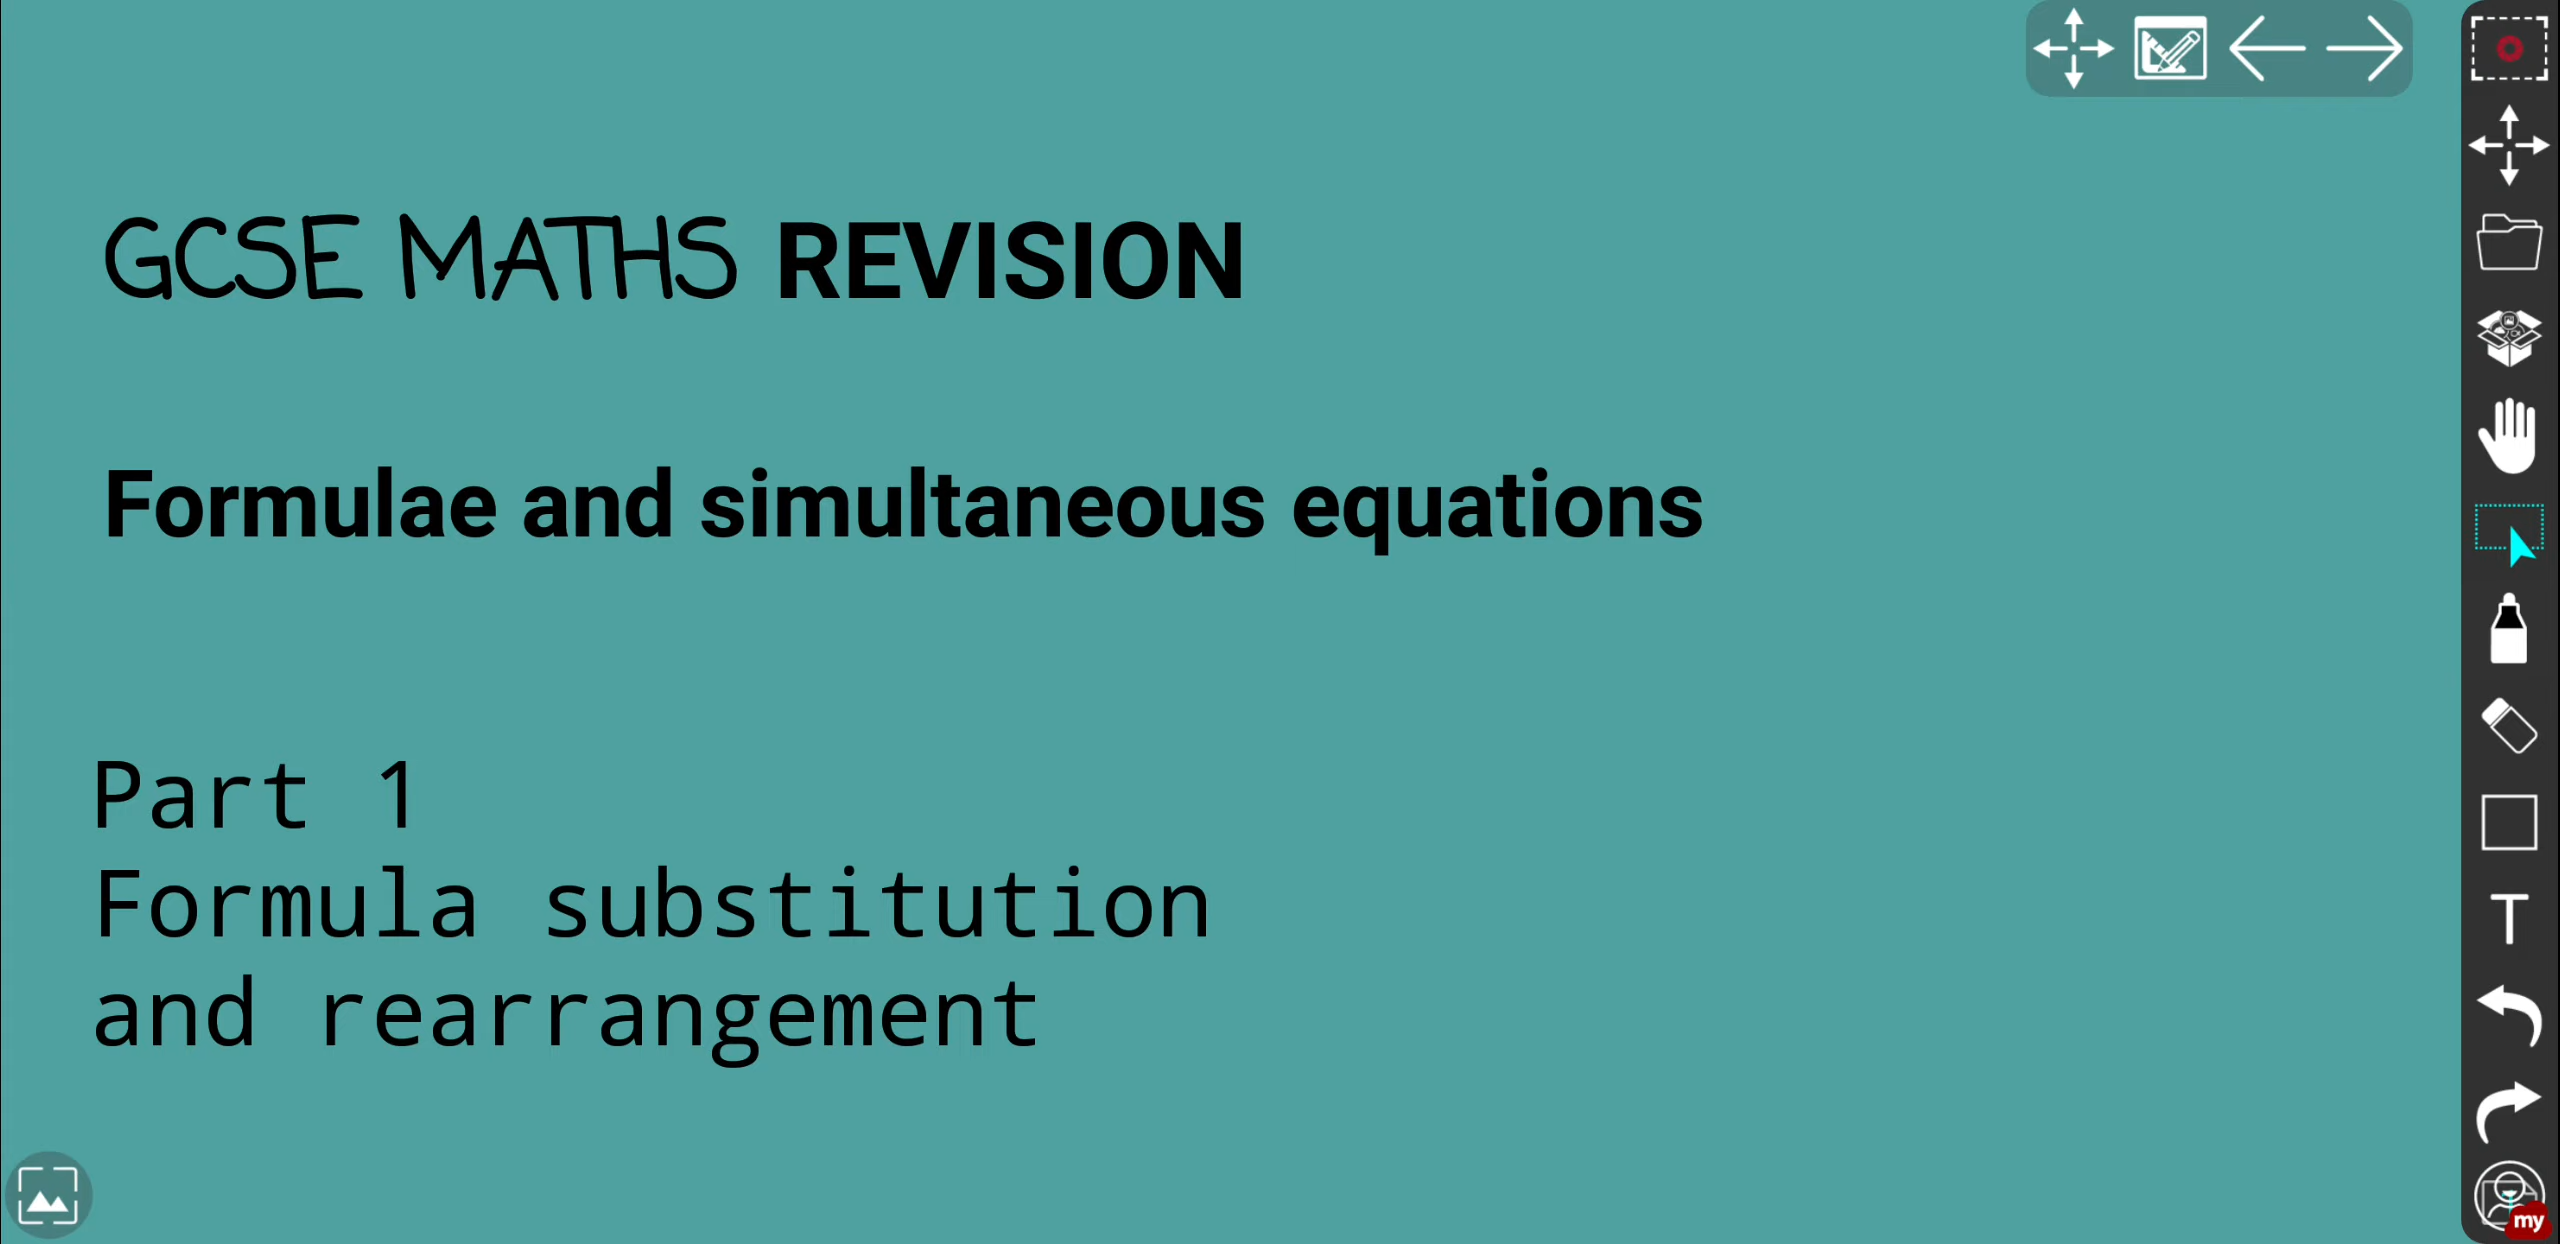 GCSE MATHS REVISION
Formulae and simultaneous equations
Part 1
Formula substitution
and rearrangement
T
my